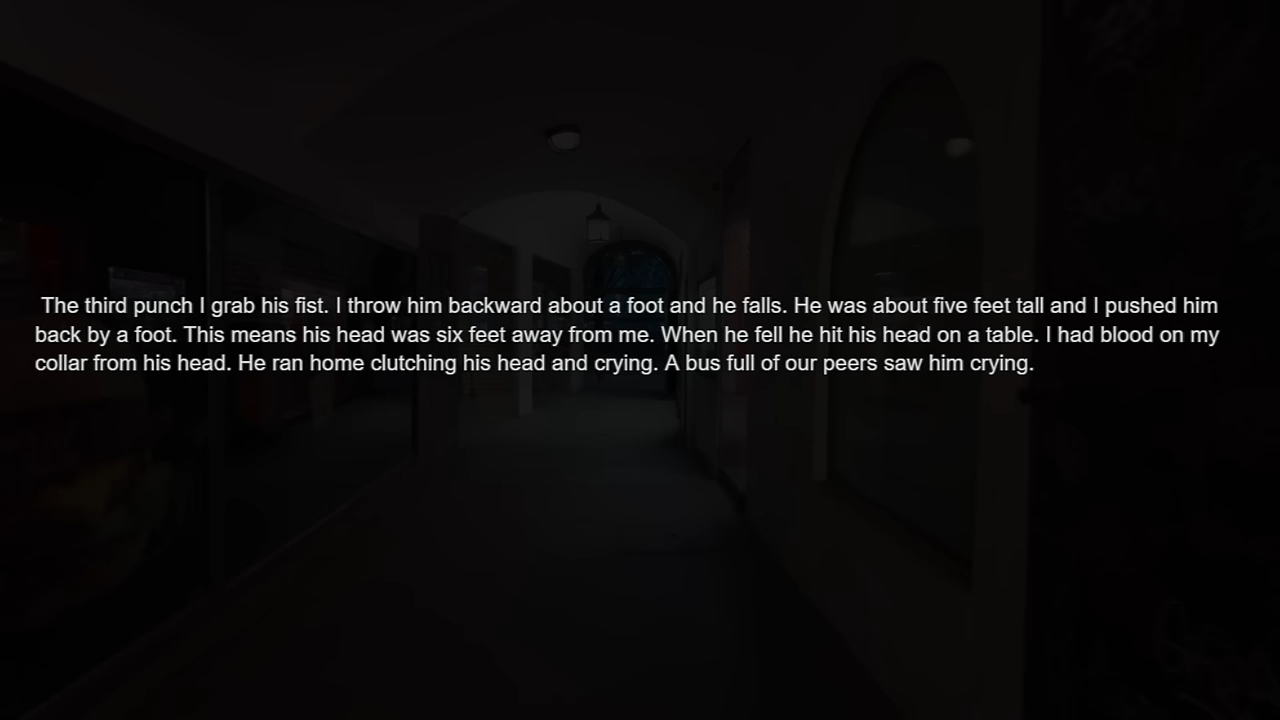 The third punch I grab his fist. I throw him backward about a foot and he falls. He was about five feet tall and I pushed him
back by a foot. This means his head was six feet away from me. When he fell he hit his head on a table. I had blood on my
collar from his head. He ran home clutching his head and crying. A bus full of our peers saw him crying.